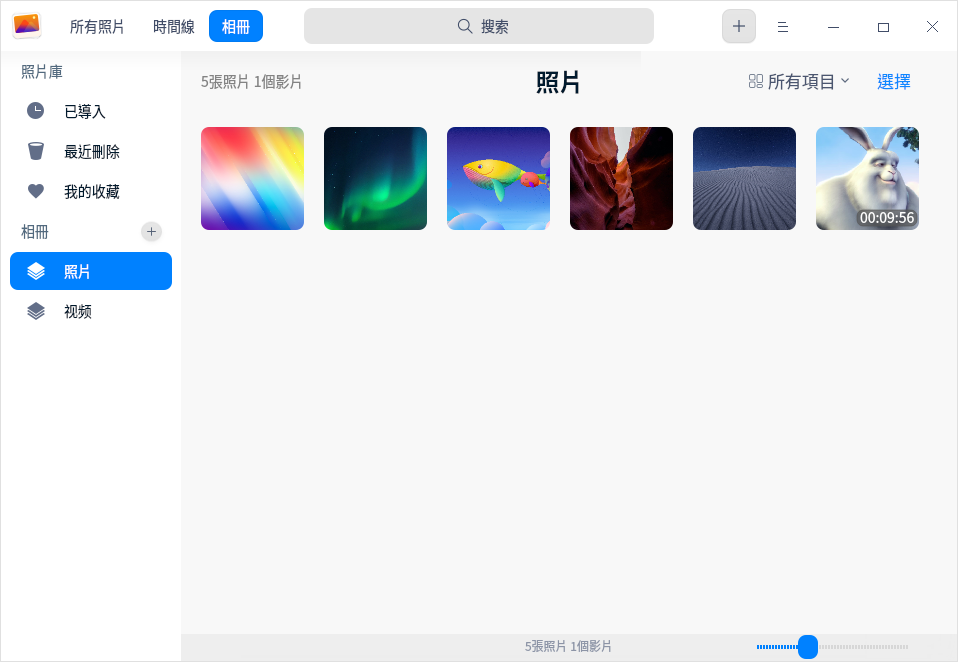 所有照片
時間線
相冊
搜索
照片庫
已導入
最近刪除
我的收藏
相冊
照片
视频
5張照片 1個影片
照片
所有項目
選擇
00:09:56
5張照片 1個影片